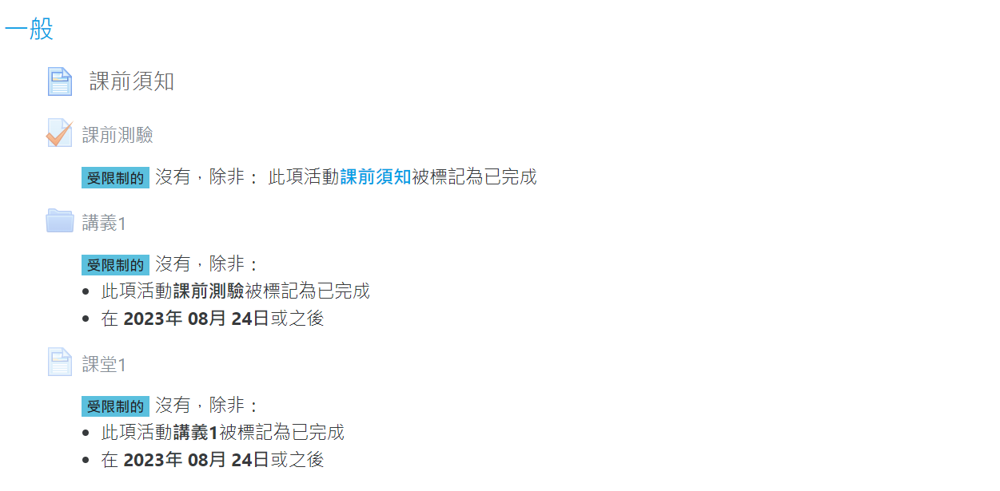 一般
課前須知
課前測驗
受限制的 沒有，除非： 此項活動課前須知被標記為已完成
講義1
受限制的 沒有，除非：
此項活動課前測驗被標記為已完成
在 2023年 08月 24日或之後
課堂1
受限制的 沒有，除非：
此項活動講義1被標記為已完成
在 2023年 08月 24日或之後